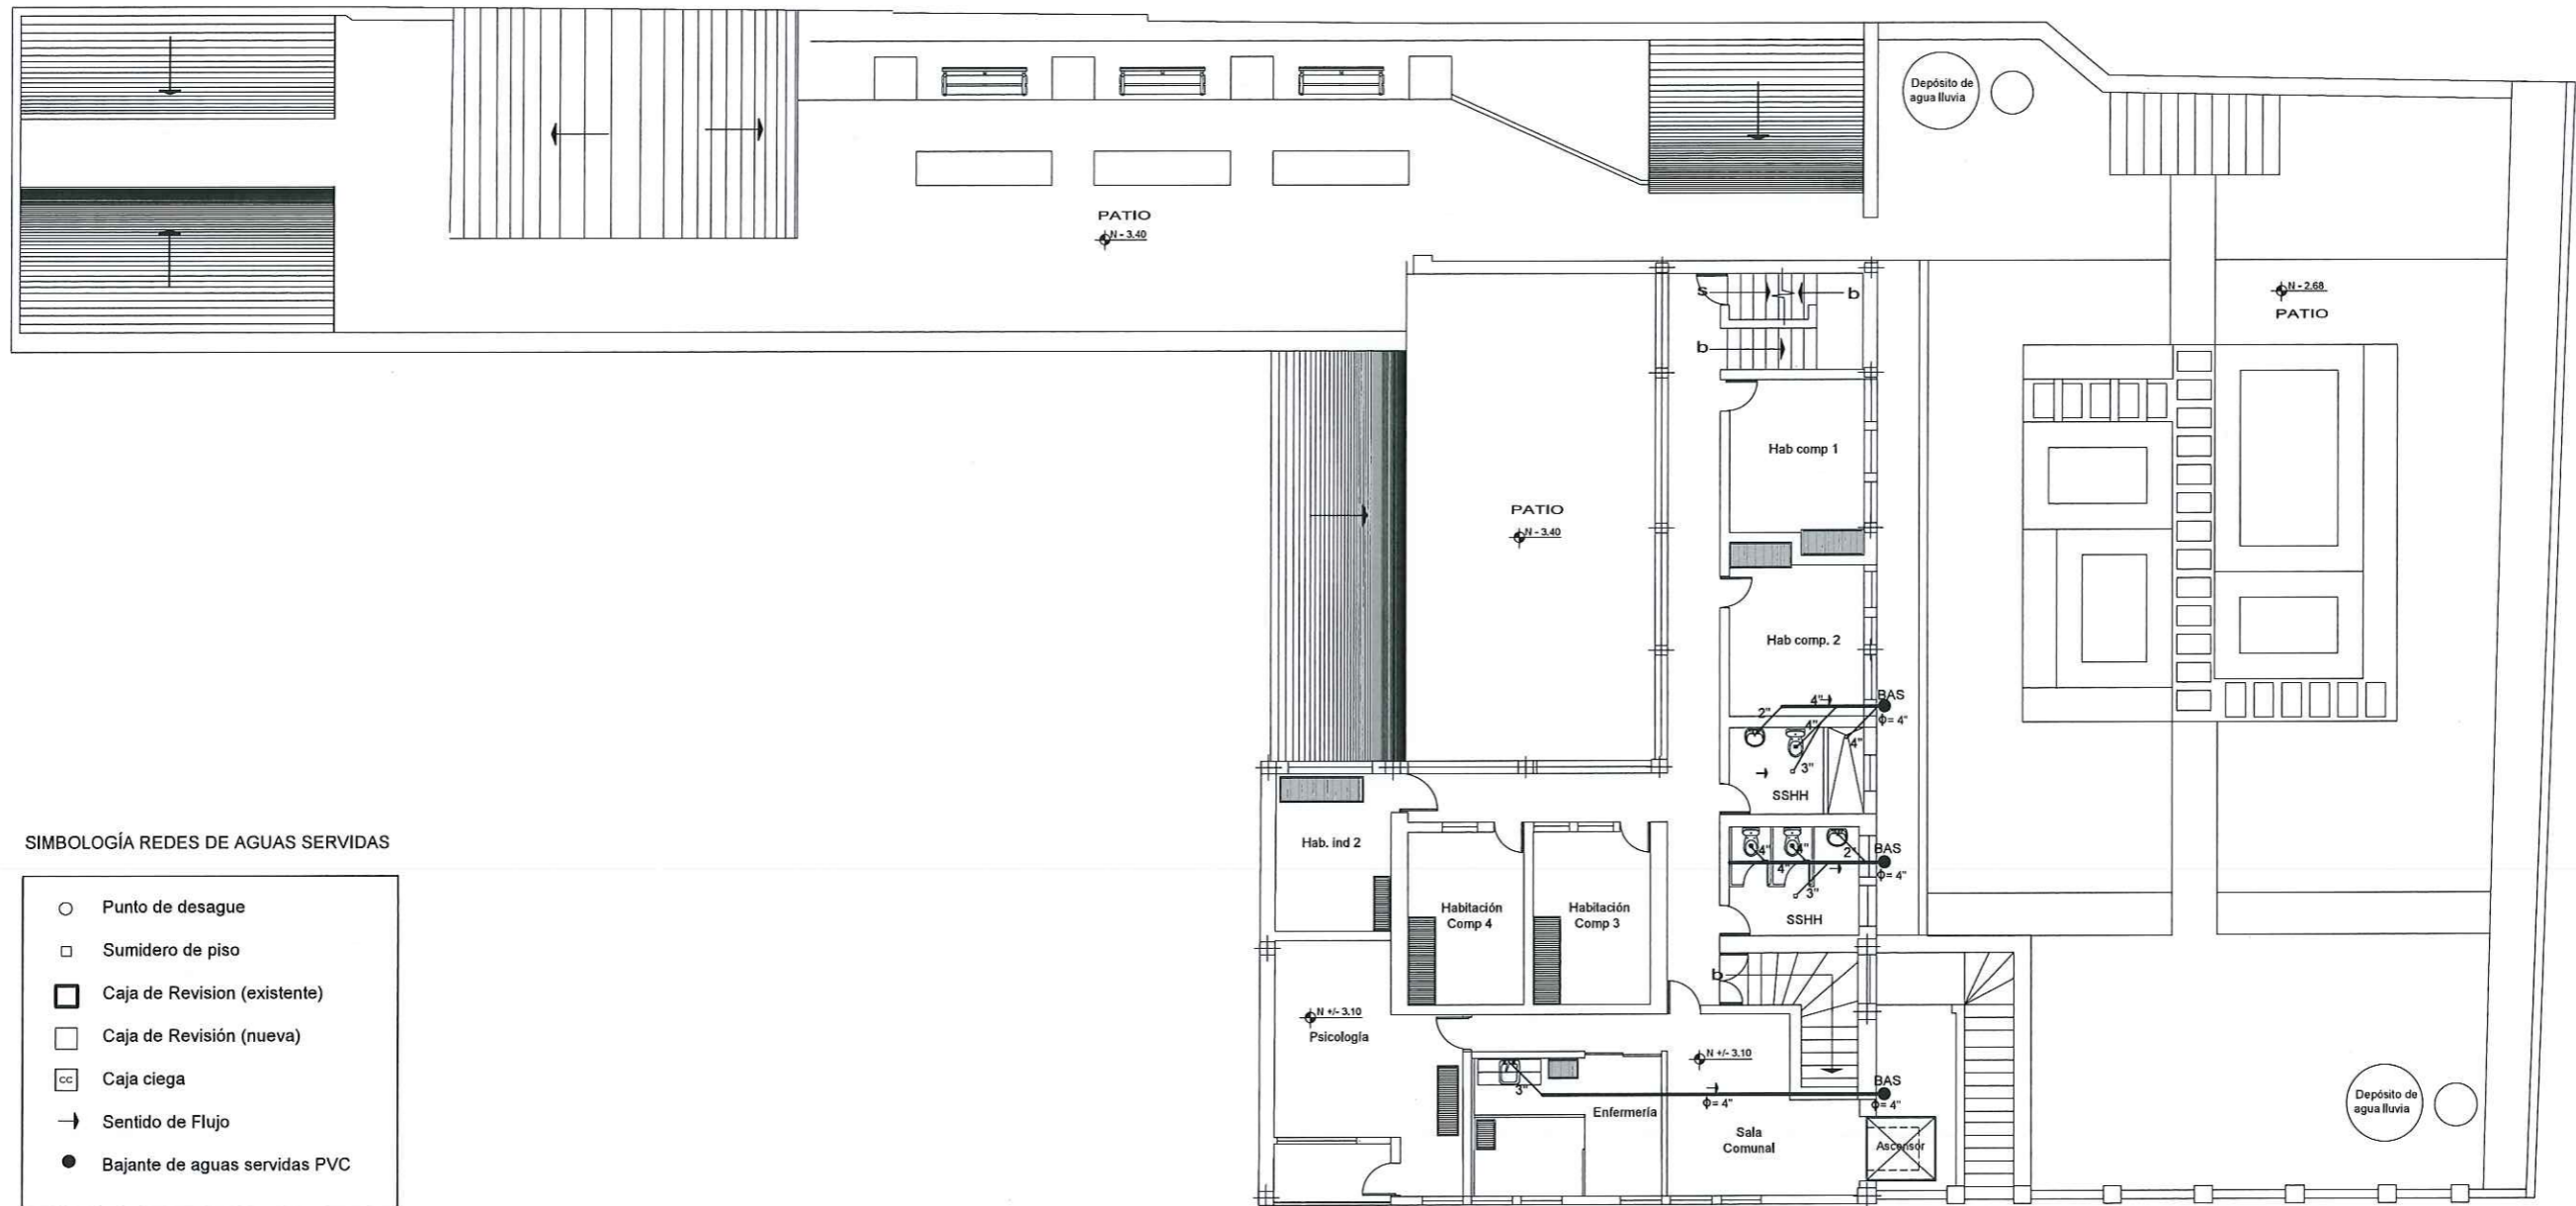 Depósito de
agua lluvia
PATIO
N - 3.40
N - 2.68
PATIO
s
b
b
Hab comp 1
PATIO
N - 3.40
Hab comp. 2
4"
BAS
2"
4"
ϕ= 4"
4"
3"
SSHH
SIMBOLOGÍA REDES DE AGUAS SERVIDAS
Hab. ind 2
4"
4"
2"
BAS
4"
ϕ= 4"
3"
SSHH
Punto de desague
Sumidero de piso
Caja de Revision (existente)
Caja de Revisión (nueva)
CC
Caja ciega
Sentido de Flujo
Bajante de aguas servidas PVC
Habitación
Comp 4
Habitación
Comp 3
b
N +/- 3.10
Psicología
N +/- 3.10
3"
ϕ= 4"
BAS
ϕ= 4"
Enfermería
Sala
Comunal
Ascensor
Depósito de
agua lluvia